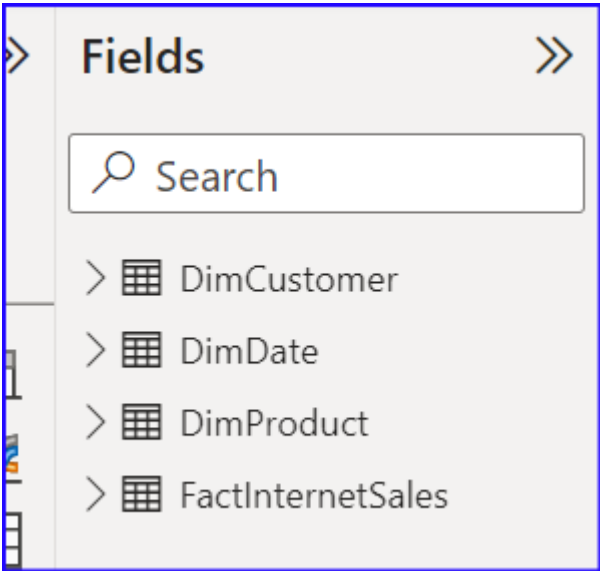 Fields
Search
DimCustomer
DimDate
DimProduct
FactInternetSales